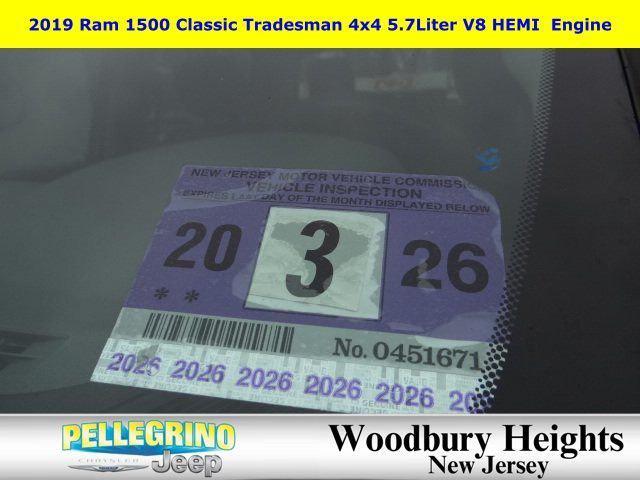 2019 Ram 1500 Classic Tradesman 4x4 5.7Liter V8 HEMI Engine
NEW JERSEY MOTOR VEHICLE COMMISSION
VEHICLE INSPECTION
EXPIRES LAST DAY OF THE MONTH DISPLAYED BELOW
20 3 26
* *
No. 0451671
2026 2026 2026 2026 2026 20
PELLEGRINO
CHRYSLER Jeep
Woodbury Heights
New Jersey